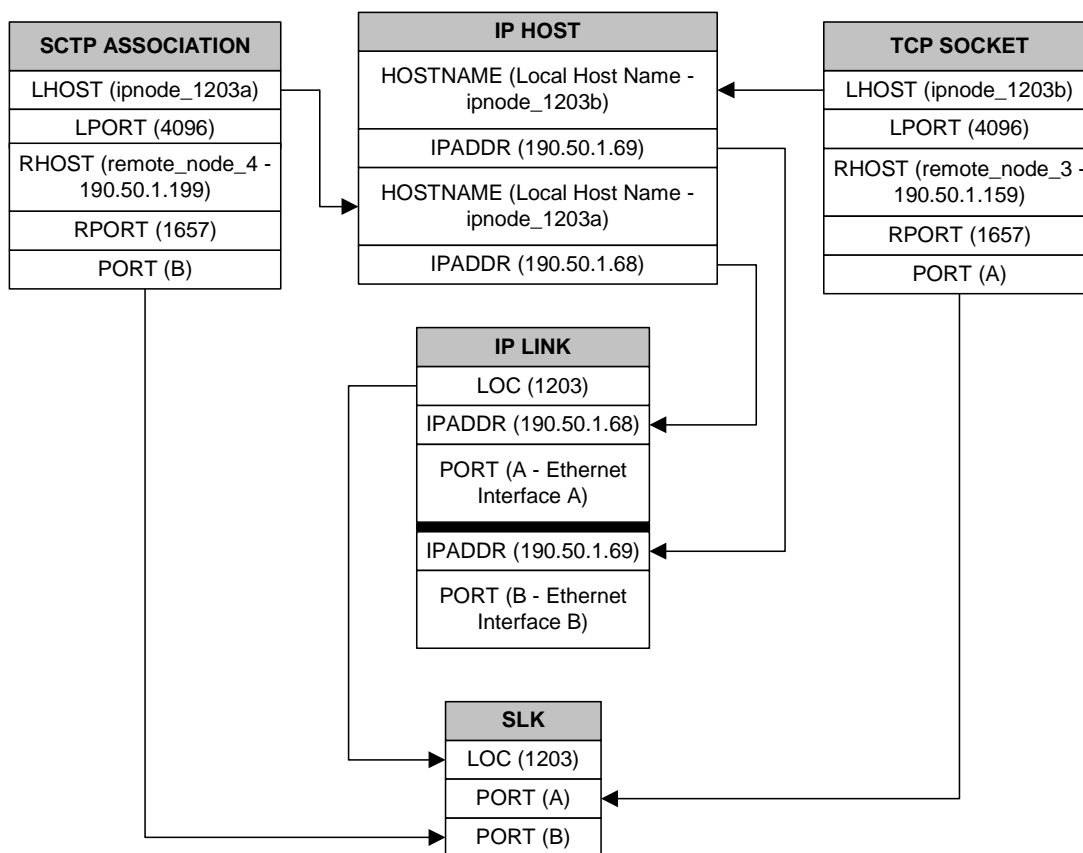 SCTP ASSOCIATION
LHOST (ipnode_1203a)
LPORT (4096)
RHOST (remote_node_4 -
190.50.1.199)
RPORT (1657)
PORT (B)
IP HOST
HOSTNAME (Local Host Name -
ipnode_1203b)
IPADDR (190.50.1.69)
HOSTNAME (Local Host Name -
ipnode_1203a)
IPADDR (190.50.1.68)
TCP SOCKET
LHOST (ipnode_1203b)
LPORT (4096)
RHOST (remote_node_3 -
190.50.1.159)
RPORT (1657)
PORT (A)
IP LINK
LOC (1203)
IPADDR (190.50.1.68)
PORT (A - Ethernet
Interface A)
IPADDR (190.50.1.69)
PORT (B - Ethernet
Interface B)
SLK
LOC (1203)
PORT (A)
PORT (B)